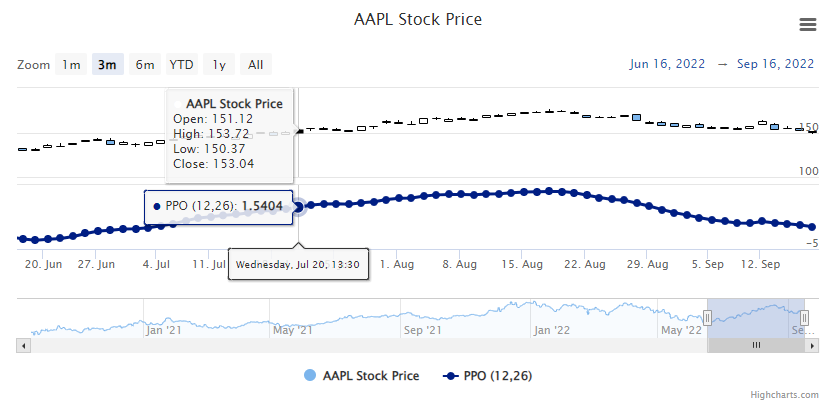 AAPL Stock Price
Zoom 1m 3m 6m YTD 1y All
Jun 16, 2022 → Sep 16, 2022
AAPL Stock Price
Open: 151.12
High: 153.72
Low: 150.37
Close: 153.04
150
100
PPO (12,26): 1.5404
-5
20. Jun 27. Jun 4. Jul 11. Jul 1. Aug 8. Aug 15. Aug 22. Aug 29. Aug 5. Sep 12. Sep
Wednesday, Jul 20, 13:30
Jan '21 May '21 Sep '21 Jan '22 May '22 Se...
AAPL Stock Price PPO (12,26)
Highcharts.com